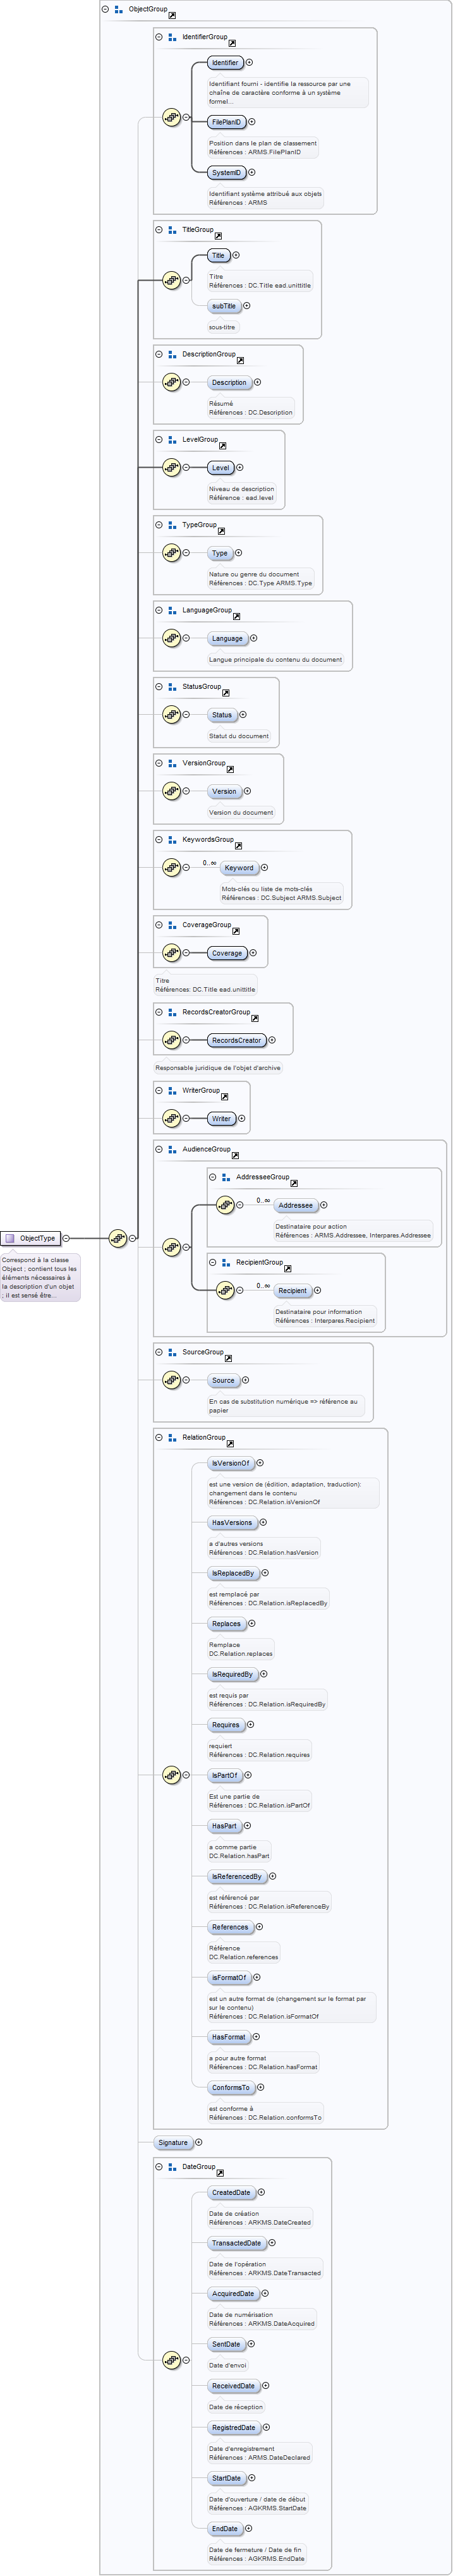 ObjectGroup
IdentifierGroup
Identifier
Identifiant fourni - identifie la ressource par une
chaîne de caractère conforme à un système
formel...
FilePlanID
Position dans le plan de classement
Références : ARMS.FilePlanID
SystemID
Identifiant système attribué aux objets
Références : ARMS
TitleGroup
Title
Titre
Références : DC.Title ead.unittitle
subTitle
sous-titre
DescriptionGroup
Description
Résumé
Références : DC.Description
LevelGroup
Level
Niveau de description
Référence : ead.level
TypeGroup
Type
Nature ou genre du document
Références : DC.Type ARMS.Type
LanguageGroup
Language
Langue principale du contenu du document
StatusGroup
Status
Statut du document
VersionGroup
Version
Version du document
KeywordsGroup
0..∞
Keyword
Mots-clés ou liste de mots-clés
Références : DC.Subject ARMS.Subject
CoverageGroup
Coverage
Titre
Références: DC.Title ead.unittitle
RecordsCreatorGroup
RecordsCreator
Responsable juridique de l'objet d'archive
WriterGroup
Writer
AudienceGroup
AddresseeGroup
0..∞
Addressee
Destinataire pour action
Références : ARMS.Addressee, Interpares.Addressee
ObjectType
Correspond à la classe
Object ; contient tous les
éléments nécessaires à
la description d'un objet
; il est sensé être...
RecipientGroup
0..∞
Recipient
Destinataire pour information
Références : Interpares.Recipient
SourceGroup
Source
En cas de substitution numérique => référence au
papier
RelationGroup
IsVersionOf
est une version de (édition, adaptation, traduction):
changement dans le contenu
Références : DC.Relation.isVersionOf
HasVersions
a d'autres versions
Références : DC.Relation.hasVersion
IsReplacedBy
est remplacé par
Références : DC.Relation.isReplacedBy
Replaces
Remplace
DC.Relation.replaces
IsRequiredBy
est requis par
Références : DC.Relation.isRequiredBy
Requires
requiert
Références : DC.Relation.requires
IsPartOf
Est une partie de
Références : DC.Relation.isPartOf
HasPart
a comme partie
DC.Relation.hasPart
IsReferencedBy
est référencé par
Références : DC.Relation.isReferenceBy
References
Référence
DC.Relation.references
isFormatOf
est un autre format de (changement sur le format par
sur le contenu)
Références : DC.Relation.isFormatOf
HasFormat
a pour autre format
Références : DC.Relation.hasFormat
ConformsTo
est conforme à
Références : DC.Relation.conformsTo
Signature
DateGroup
CreatedDate
Date de création
Références : ARKMS.DateCreated
TransactedDate
Date de l'opération
Références : ARKMS.DateTransacted
AcquiredDate
Date de numérisation
Références : ARKMS.DateAcquired
SentDate
Date d'envoi
ReceivedDate
Date de réception
RegistredDate
Date d'enregistrement
Références : ARMS.DateDeclared
StartDate
Date d'ouverture / date de début
Références : AGKRMS.StartDate
EndDate
Date de fermeture / Date de fin
Références : AGKRMS.EndDate